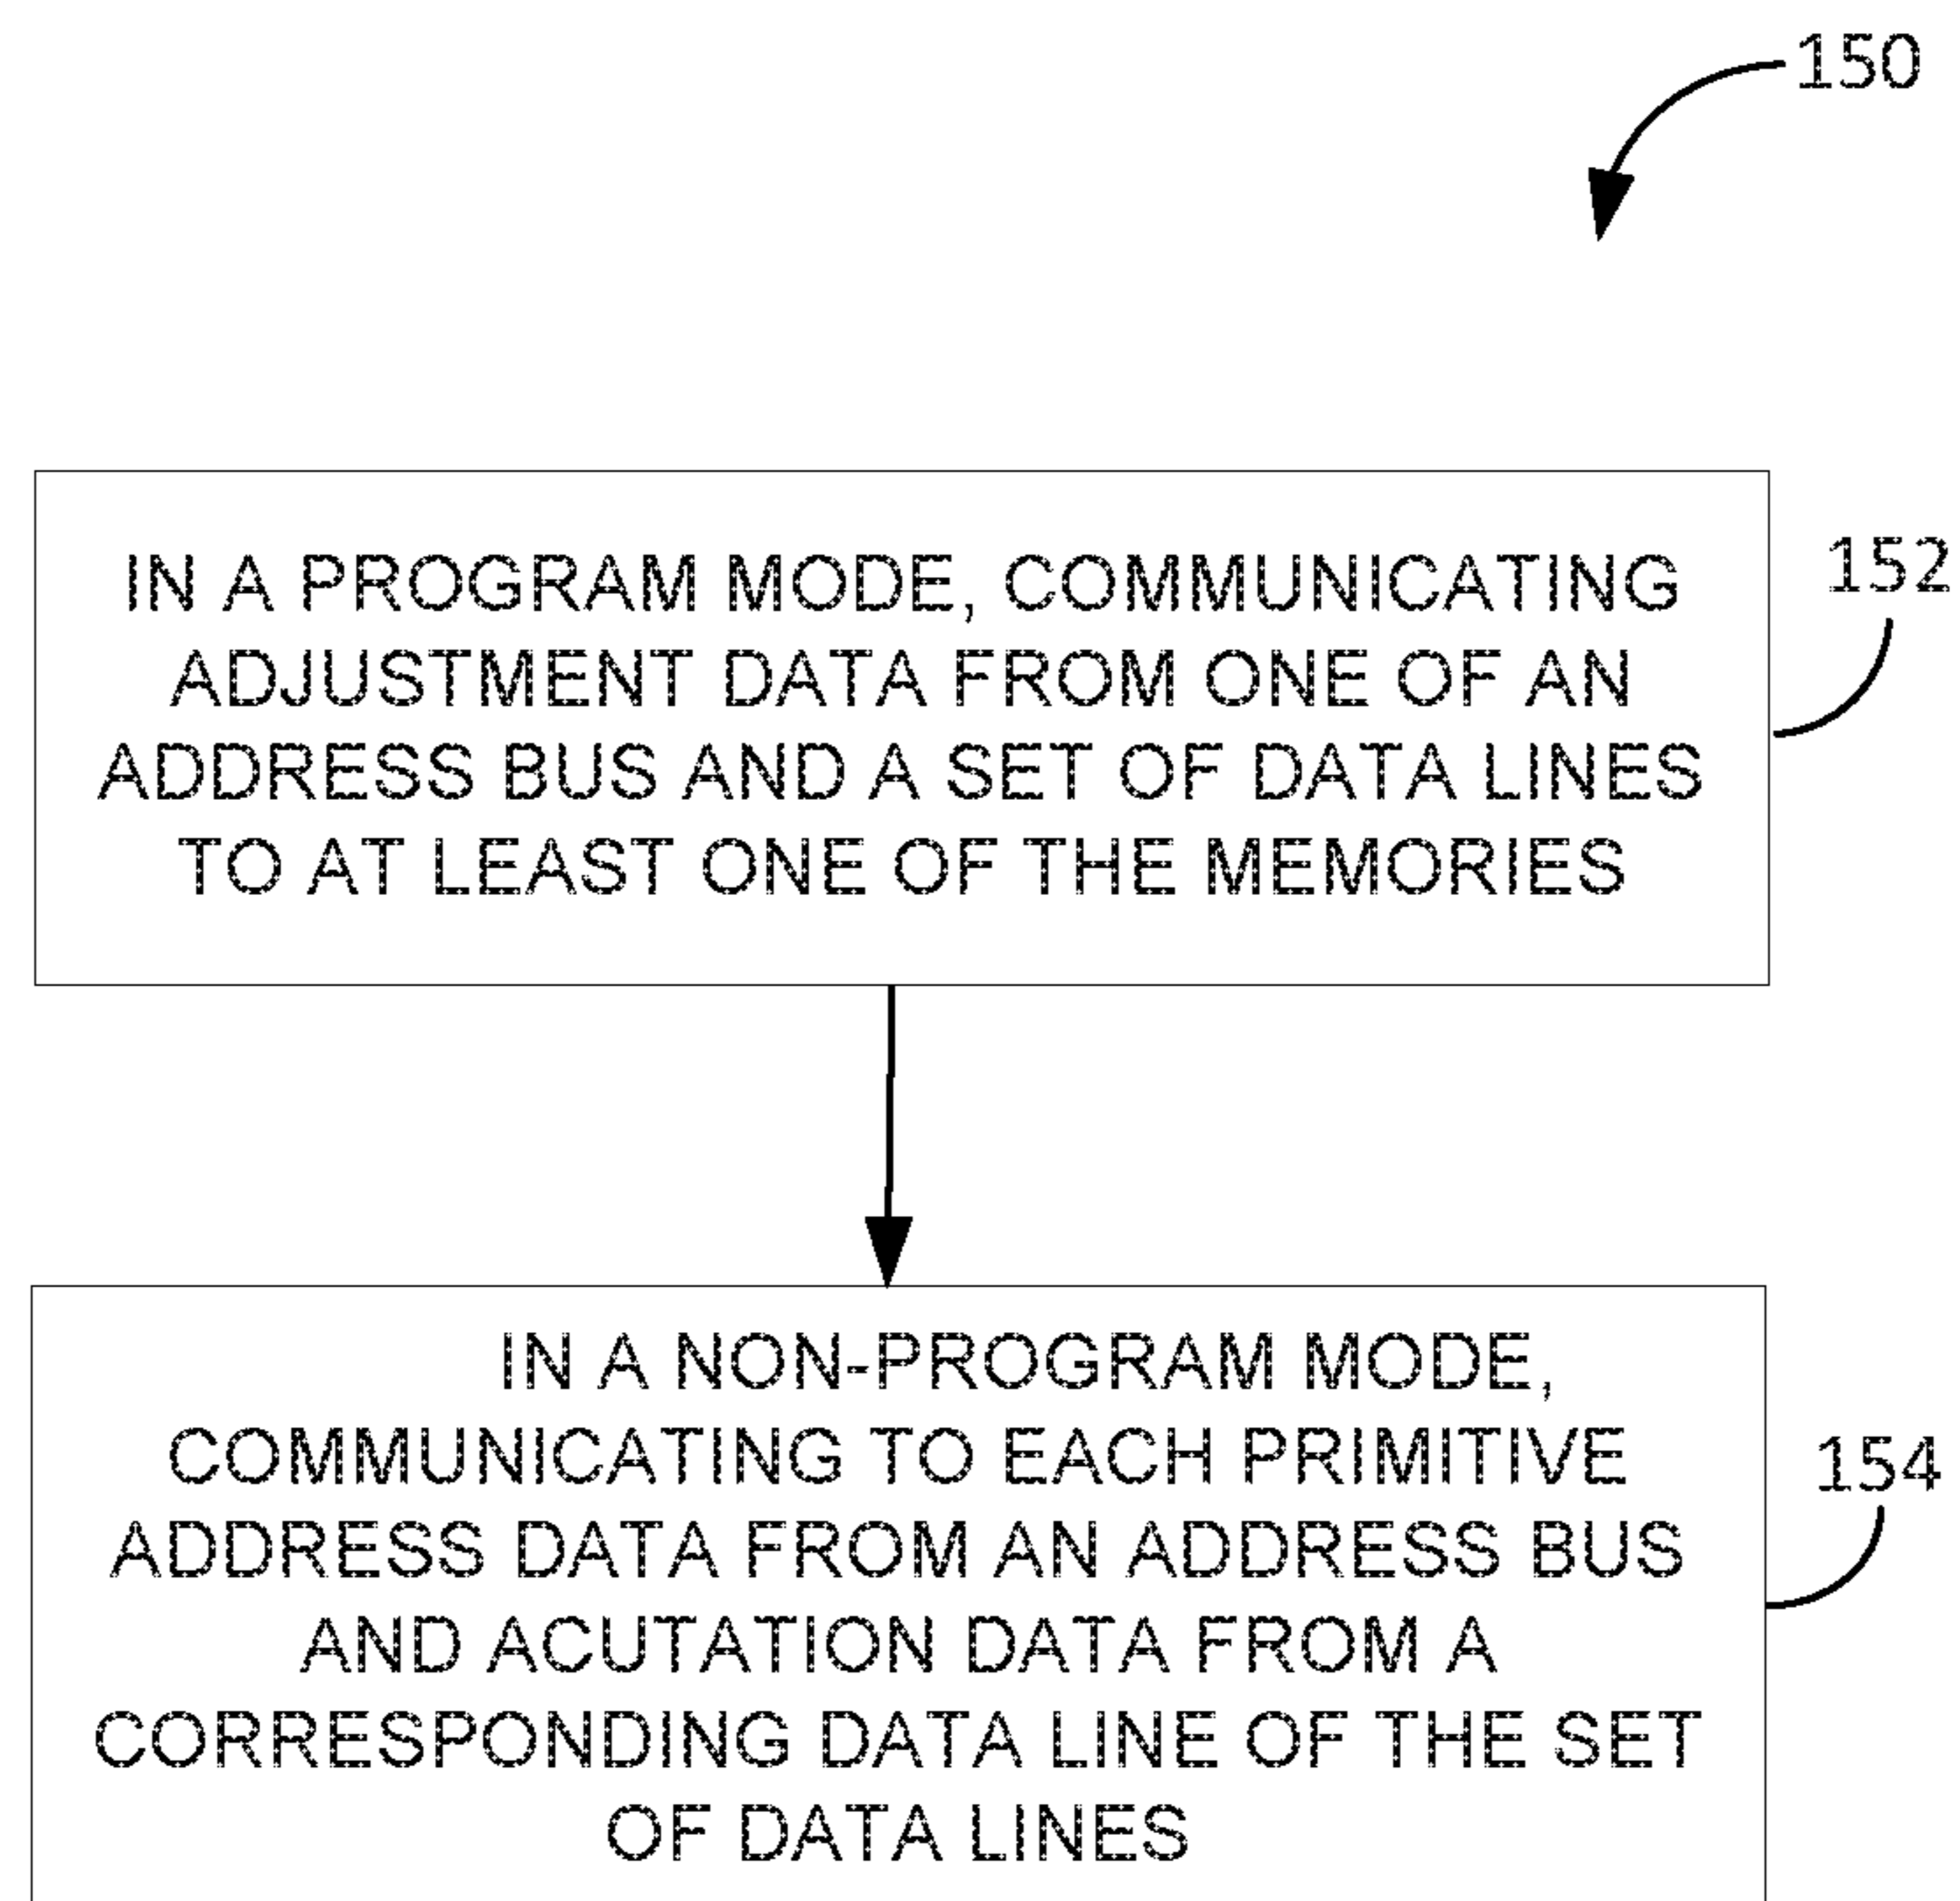 150
IN A PROGRAM MODE, COMMUNICATING
ADJUSTMENT DATA FROM ONE OF AN
ADDRESS BUS AND A SET OF DATA LINES
TO AT LEAST ONE OF THE MEMORIES
152
IN A NON-PROGRAM MODE,
COMMUNICATING TO EACH PRIMITIVE
ADDRESS DATA FROM AN ADDRESS BUS
AND ACUTATION DATA FROM A
CORRESPONDING DATA LINE OF THE SET
OF DATA LINES
154